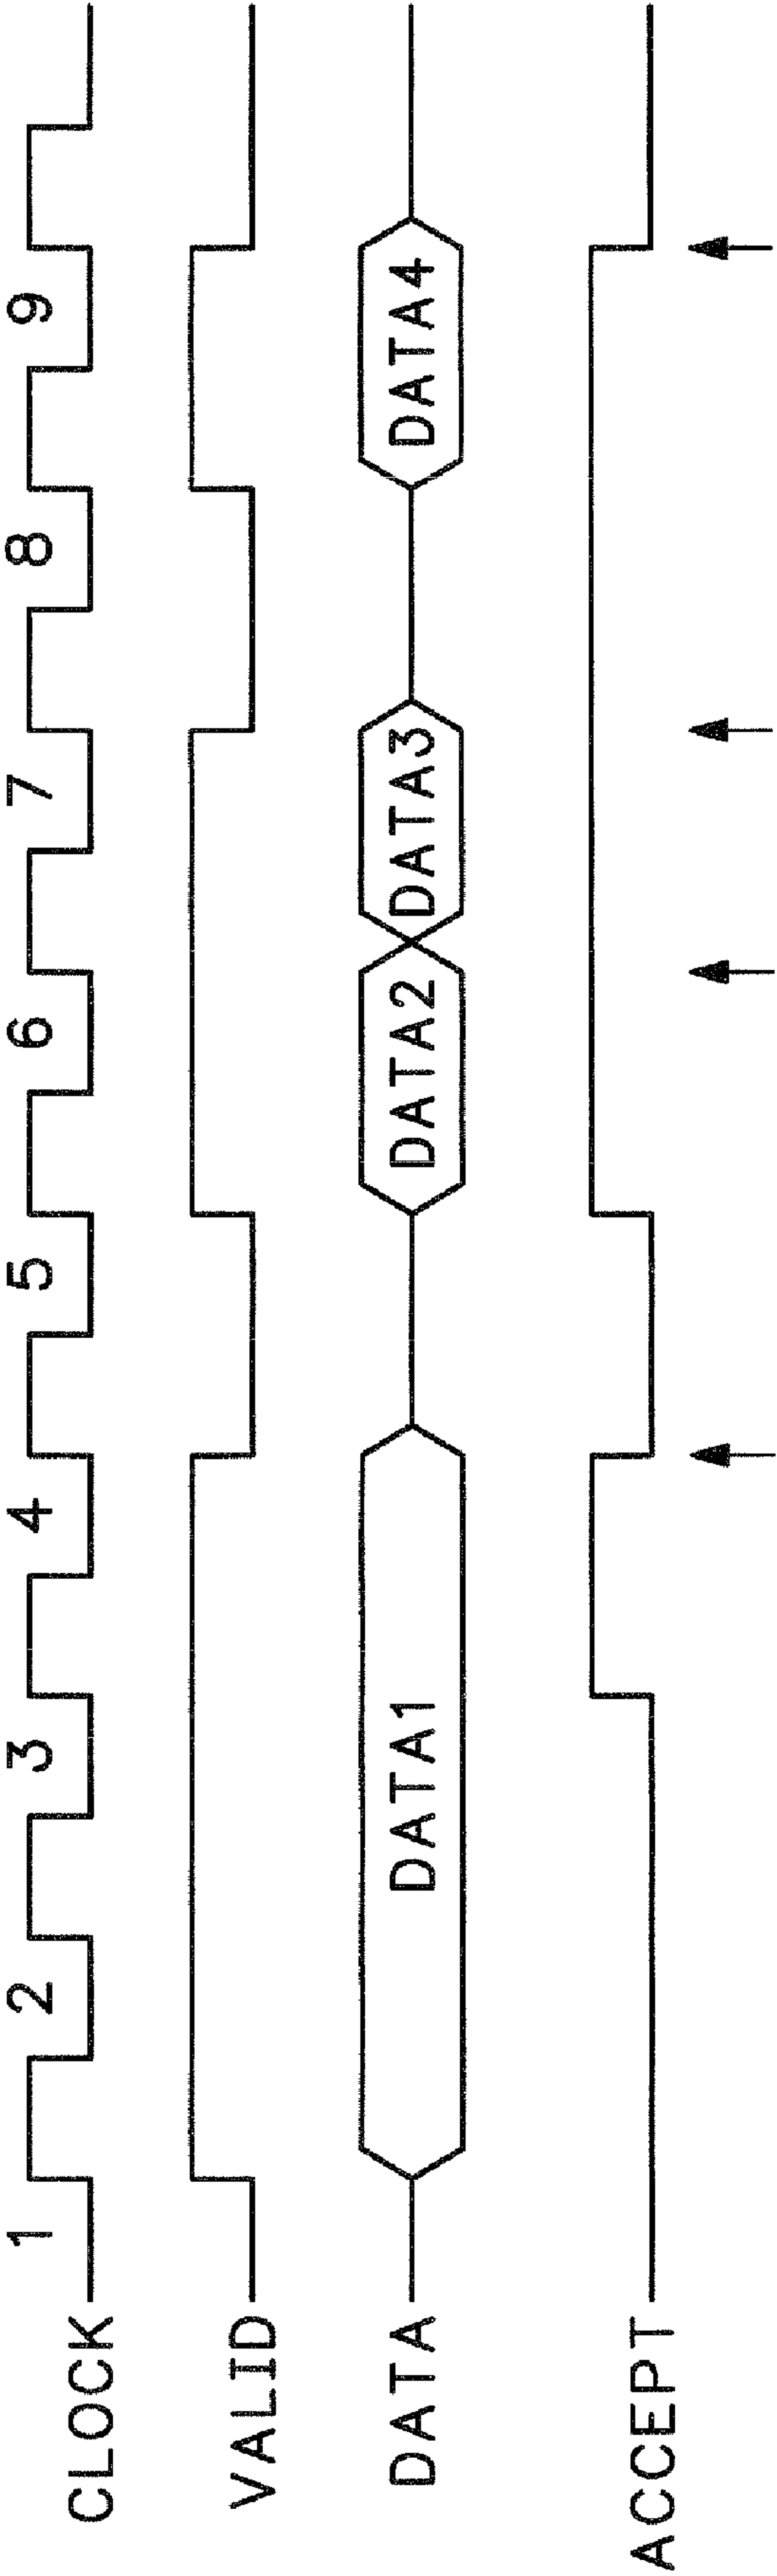 1 2 3 4 5 6 7 8 9
CLOCK
VALID
DATA DATA1 DATA2 DATA3 DATA4
ACCEPT